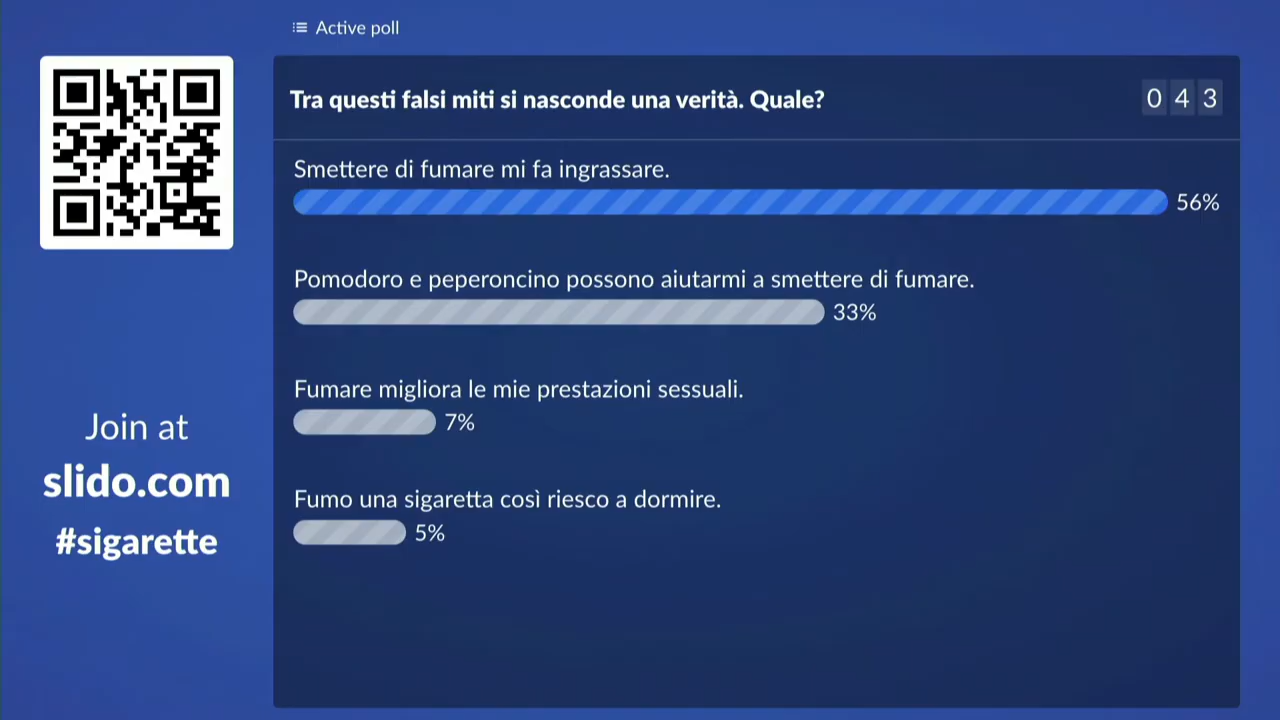 Active poll
Tra questi falsi miti si nasconde una verità. Quale?
0 4 3
Smettere di fumare mi fa ingrassare.
56%
Pomodoro e peperoncino possono aiutarmi a smettere di fumare.
33%
Fumare migliora le mie prestazioni sessuali.
7%
Fumo una sigaretta così riesco a dormire.
5%
Join at
slido.com
#sigarette